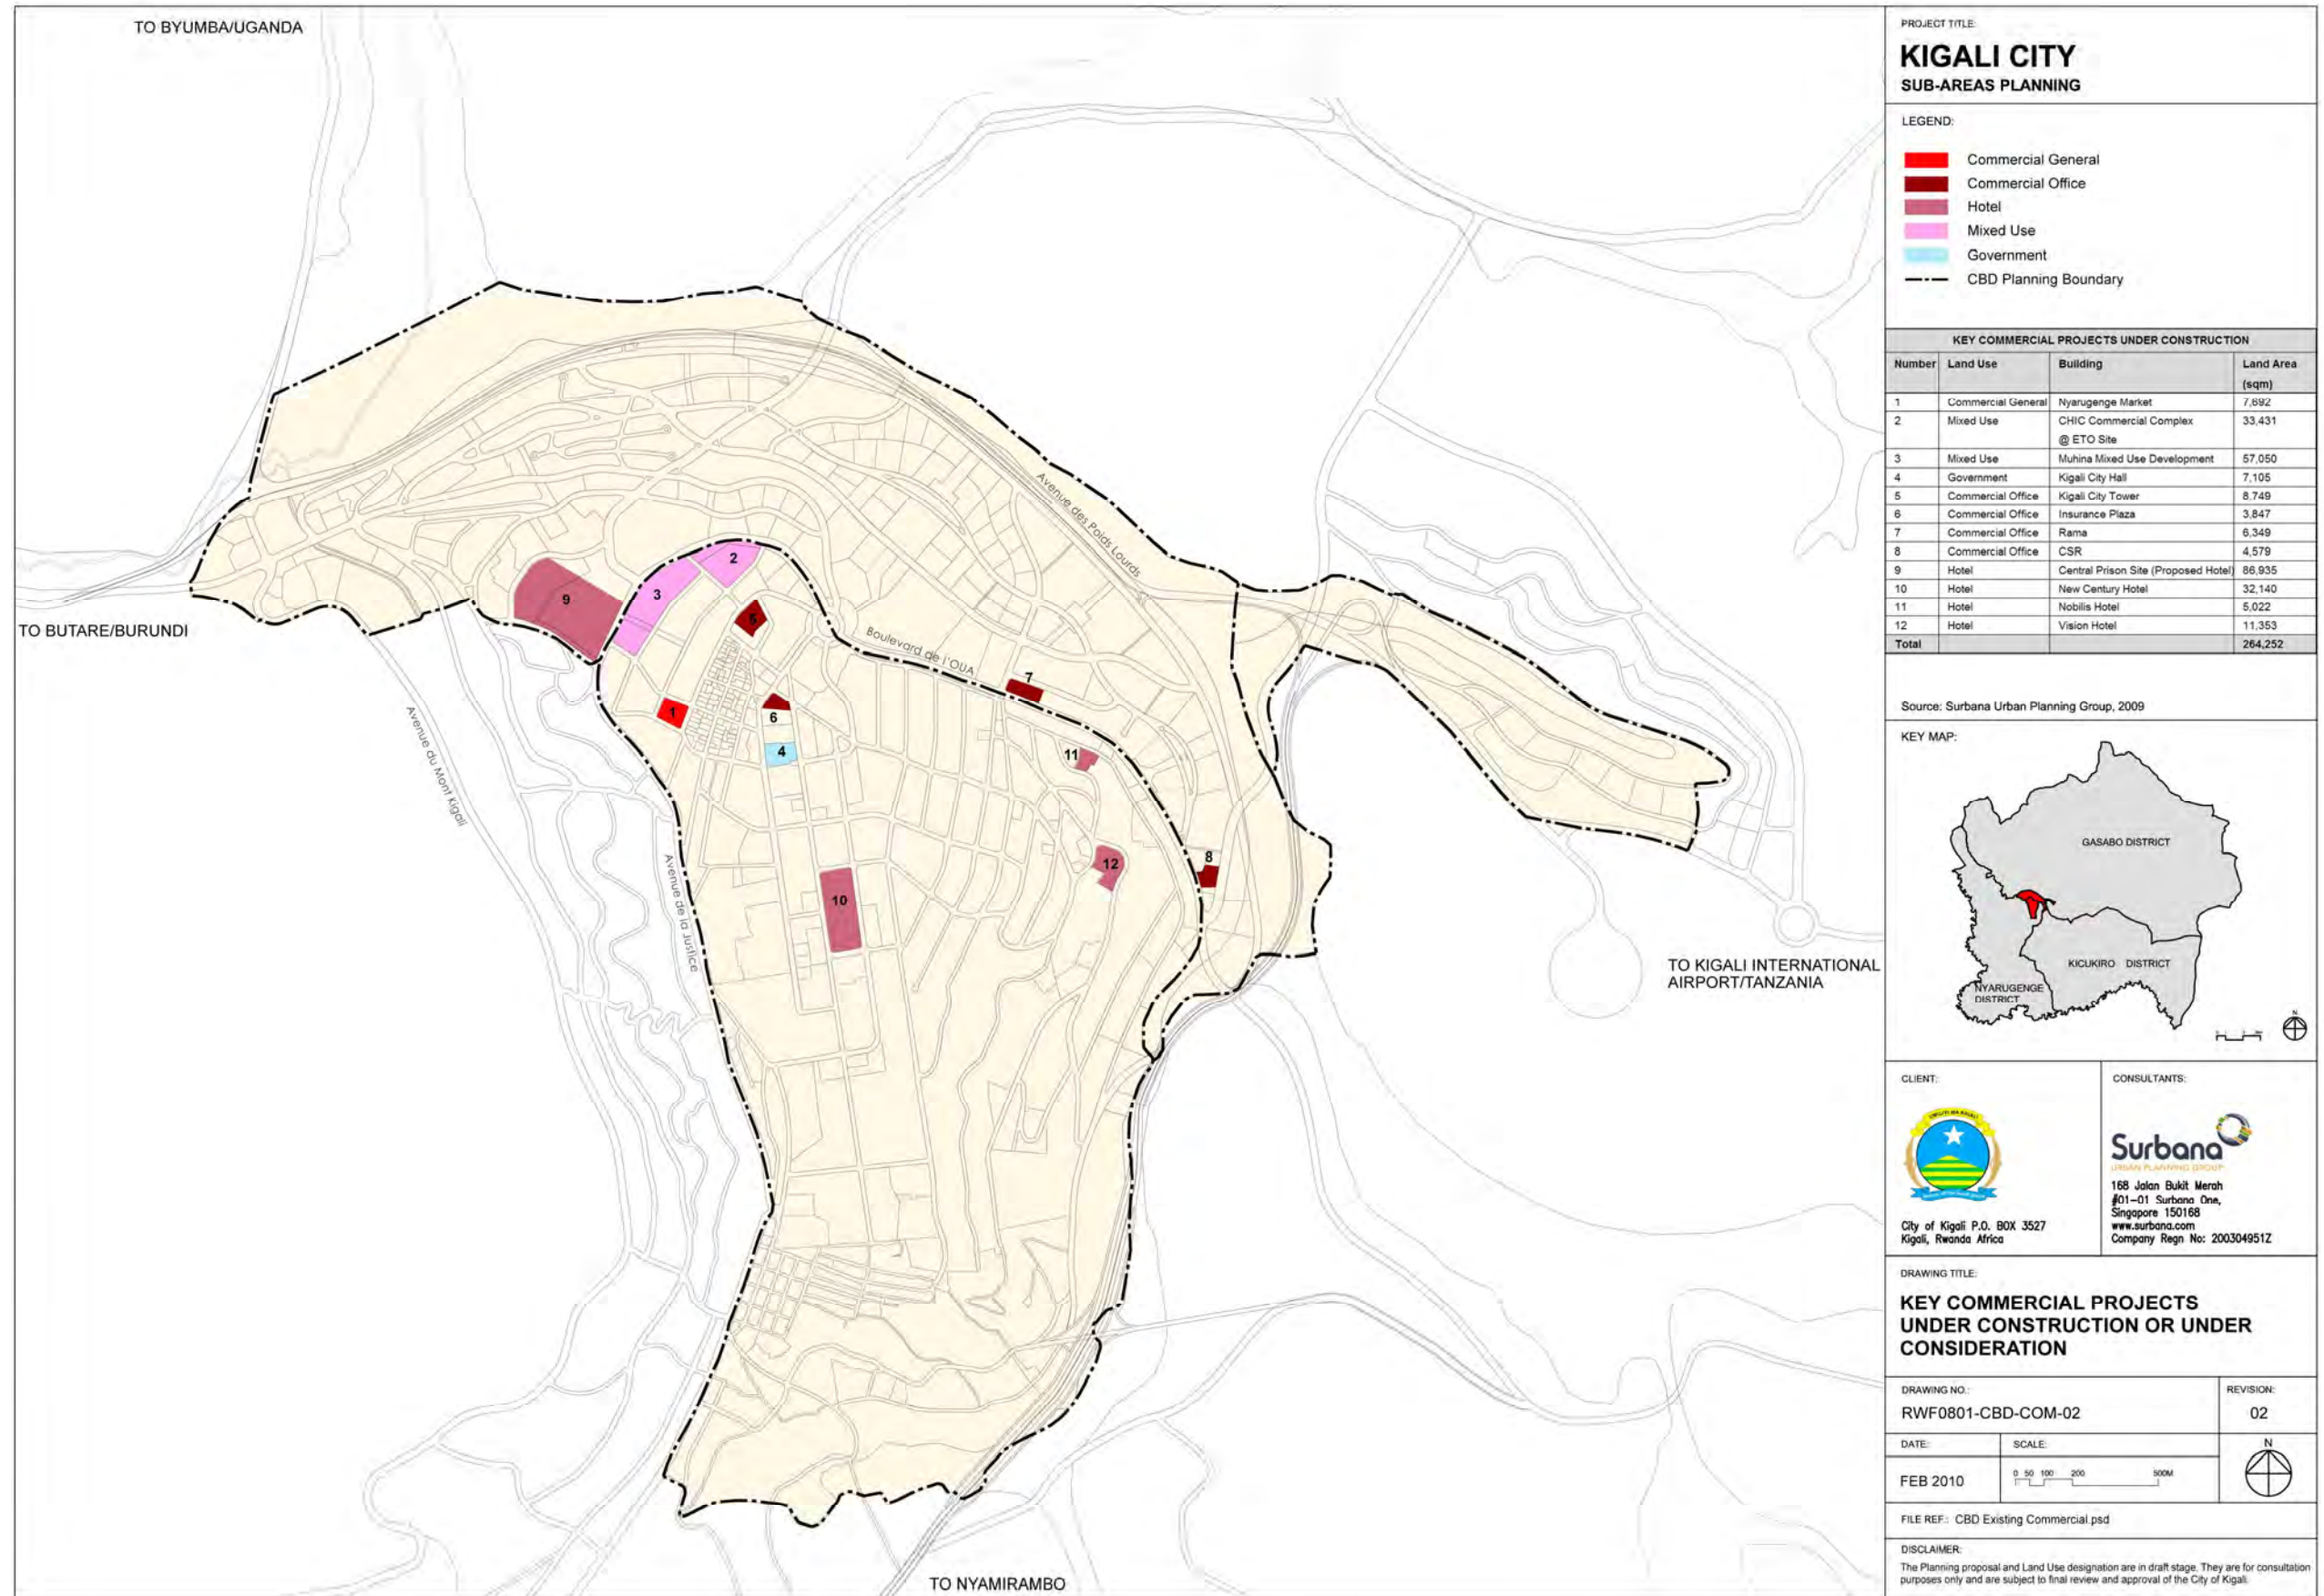 TO BYUMBA/UGANDA
TO BUTARE/BURUNDI
TO KIGALI INTERNATIONAL
AIRPORT/TANZANIA
TO NYAMIRAMBO
Avenue des Poids Lourds
Boulevard de l'OUA
Avenue du Mont Kigali
Avenue de la Justice
2
9
3
6
7
1
6
4
11
12
8
10
PROJECT TITLE:
KIGALI CITY
SUB-AREAS PLANNING
LEGEND:
Commercial General
Commercial Office
Hotel
Mixed Use
Government
CBD Planning Boundary
KEY COMMERCIAL PROJECTS UNDER CONSTRUCTION
Number Land Use Building Land Area
(sqm)
1 Commercial General Nyarugenge Market 7,692
2 Mixed Use CHIC Commercial Complex 33,431
@ ETO Site
3 Mixed Use Muhina Mixed Use Development 57,050
4 Government Kigali City Hall 7,105
5 Commercial Office Kigali City Tower 8,749
6 Commercial Office Insurance Plaza 3,847
7 Commercial Office Rama 6,349
8 Commercial Office CSR 4,579
9 Hotel Central Prison Site (Proposed Hotel) 86,935
10 Hotel New Century Hotel 32,140
11 Hotel Nobilis Hotel 5,022
12 Hotel Vision Hotel 11,353
Total 264,252
Source: Surbana Urban Planning Group, 2009
KEY MAP:
GASABO DISTRICT
KICUKIRO DISTRICT
NYARUGENGE
DISTRICT
N
CLIENT:
City of Kigali P.O. BOX 3527
Kigali, Rwanda Africa
CONSULTANTS:
Surbana
URBAN PLANNING GROUP
168 Jalan Bukit Merah
#01-01 Surbana One,
Singapore 150168
www.surbana.com
Company Regn No: 200304951Z
DRAWING TITLE:
KEY COMMERCIAL PROJECTS
UNDER CONSTRUCTION OR UNDER
CONSIDERATION
DRAWING NO.:
RWF0801-CBD-COM-02
REVISION:
02
DATE:
FEB 2010
SCALE:
0 50 100 200 500M
N
FILE REF.: CBD Existing Commercial.psd
DISCLAIMER:
The Planning proposal and Land Use designation are in draft stage. They are for consultation
purposes only and are subject to final review and approval of the City of Kigali.